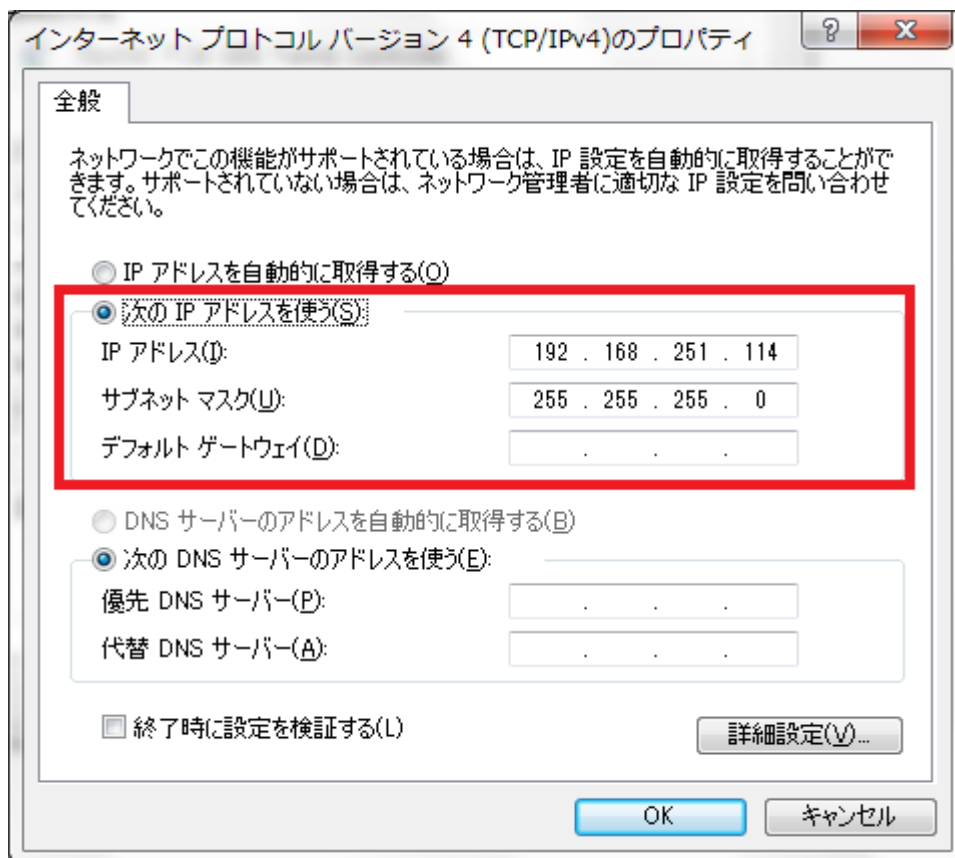 インターネット プロトコル バージョン 4 (TCP/IPv4)のプロパティ
全般
ネットワークでこの機能がサポートされている場合は、IP 設定を自動的に取得することがで
きます。サポートされていない場合は、ネットワーク管理者に適切な IP 設定を問い合わせ
てください。
IP アドレスを自動的に取得する(O)
次の IP アドレスを使う(S):
IP アドレス(I): 192 . 168 . 251 . 114
サブネット マスク(U): 255 . 255 . 255 . 0
デフォルト ゲートウェイ(D): . . .
DNS サーバーのアドレスを自動的に取得する(B)
次の DNS サーバーのアドレスを使う(E):
優先 DNS サーバー(P): . . .
代替 DNS サーバー(A): . . .
終了時に設定を検証する(L)
詳細設定(V)...
OK キャンセル